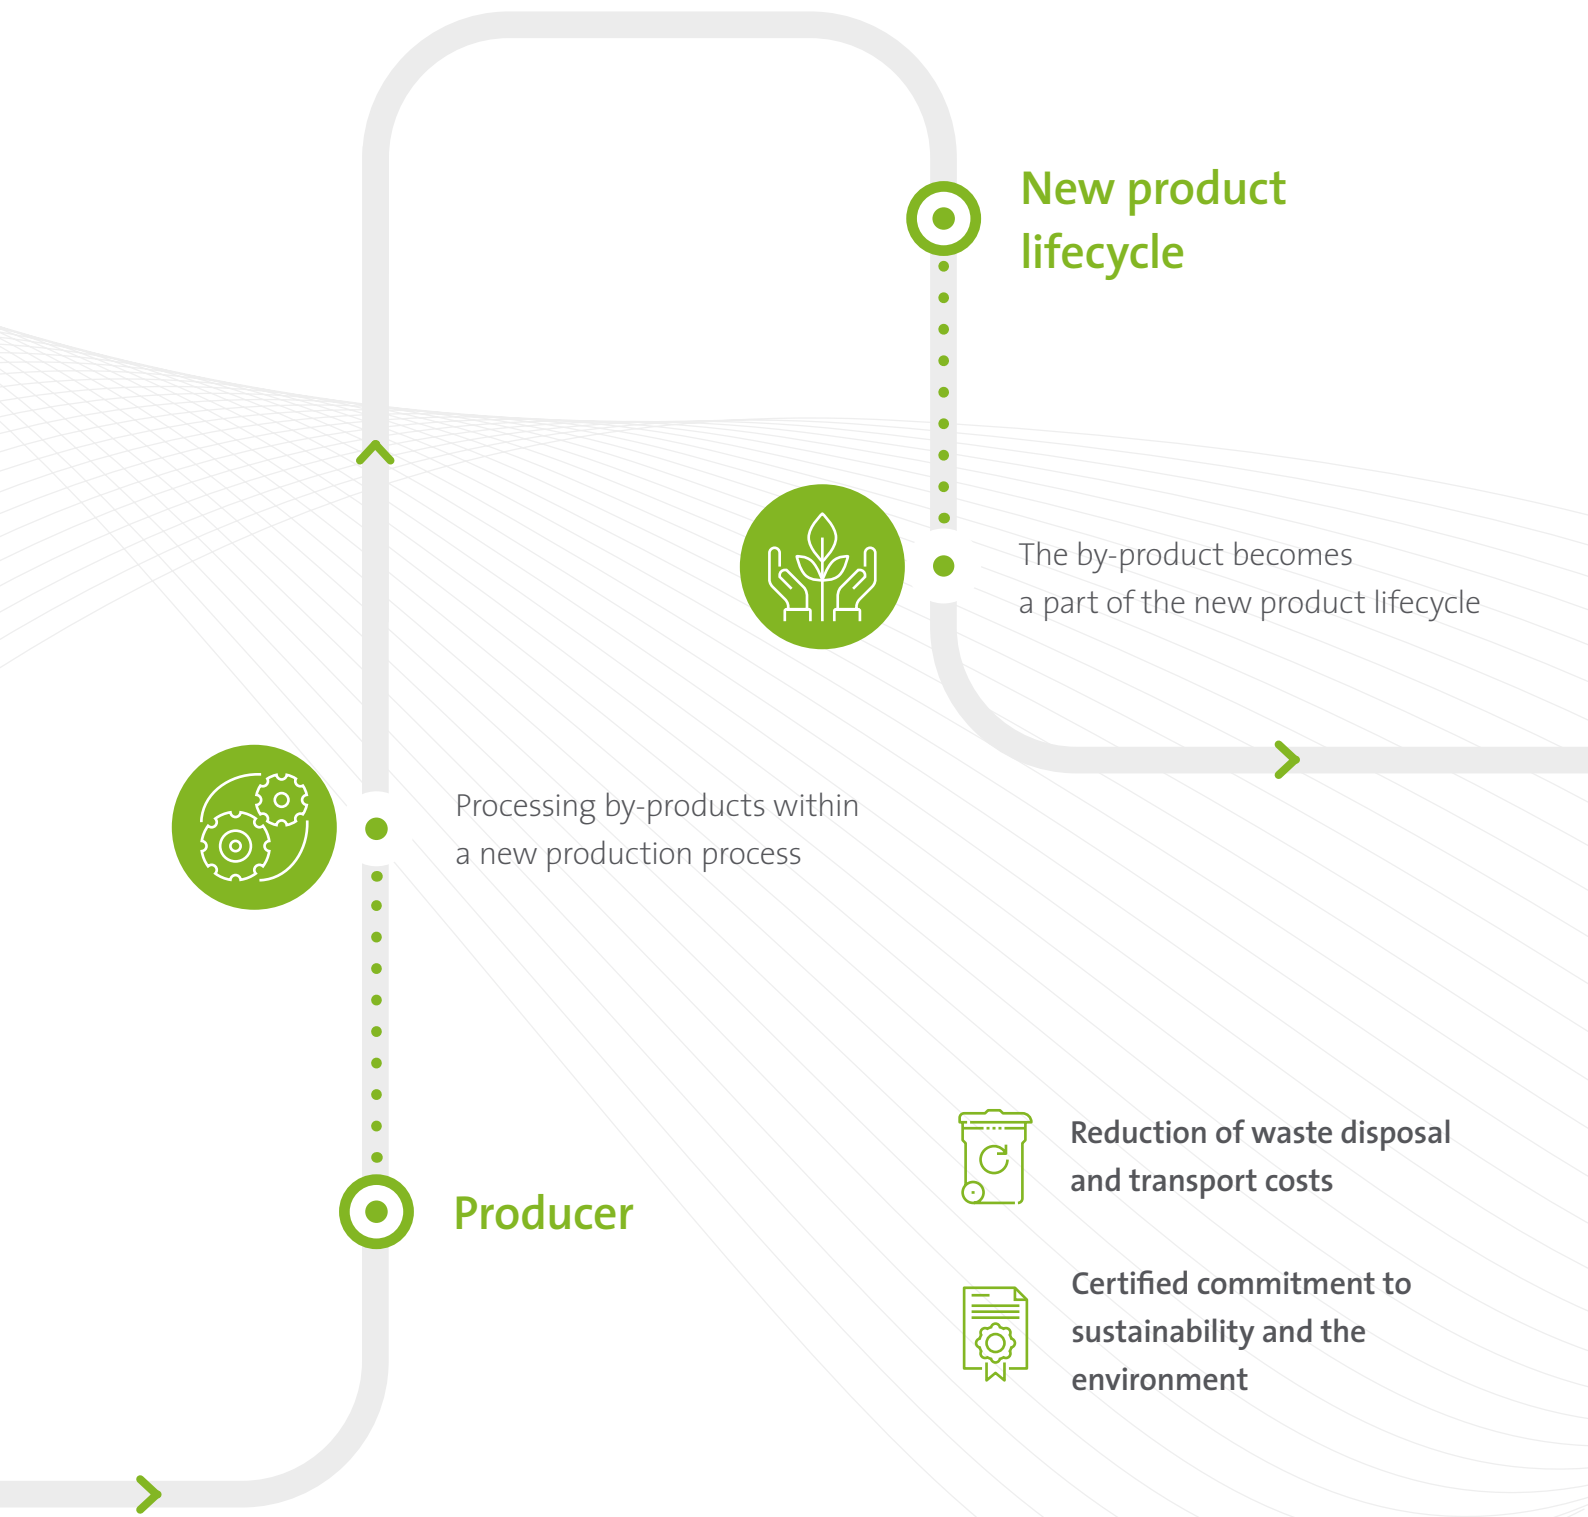 New product
lifecycle
The by-product becomes
a part of the new product lifecycle
Processing by-products within
a new production process
Producer
Reduction of waste disposal
and transport costs
Certified commitment to
sustainability and the
environment